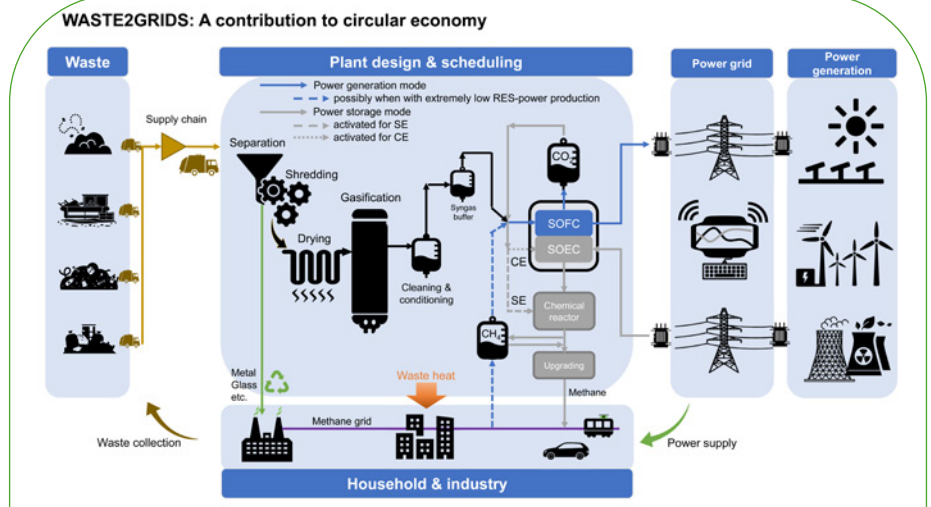 WASTE2GRIDS: A contribution to circular economy
Waste
Plant design & scheduling
Power grid
Power
generation
Power generation mode
possibly when with extremely low RES-power production
Power storage mode
activated for SE
activated for CE
Supply chain
Separation
Shredding
Gasification
Drying
Syngas
buffer
Cleaning &
conditioning
CO₂
SOFC
SOEC
CE
SE
Chemical
reactor
CH₄
Upgrading
Methane
Metal
Glass
etc.
Waste heat
Methane grid
Waste collection
Power supply
Household & industry